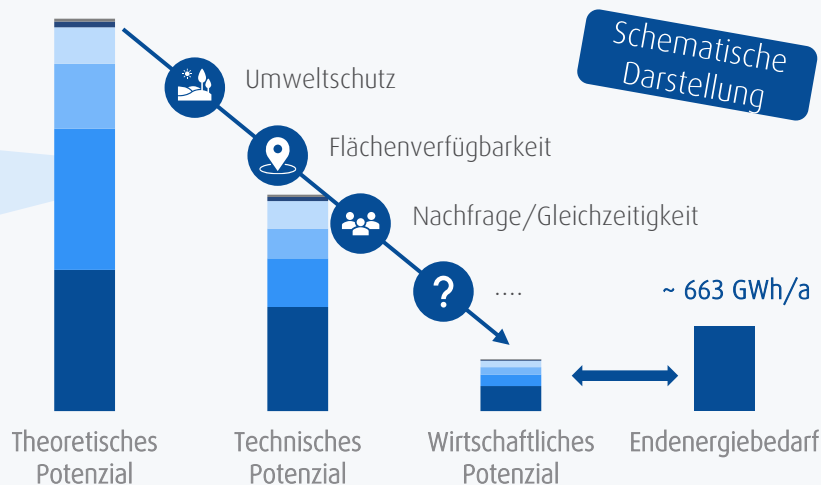 Schematische
Darstellung
Umweltschutz
Flächenverfügbarkeit
Nachfrage/Gleichzeitigkeit
?
....
~ 663 GWh/a
Theoretisches
Potenzial
Technisches
Potenzial
Wirtschaftliches
Potenzial
Endenergiebedarf